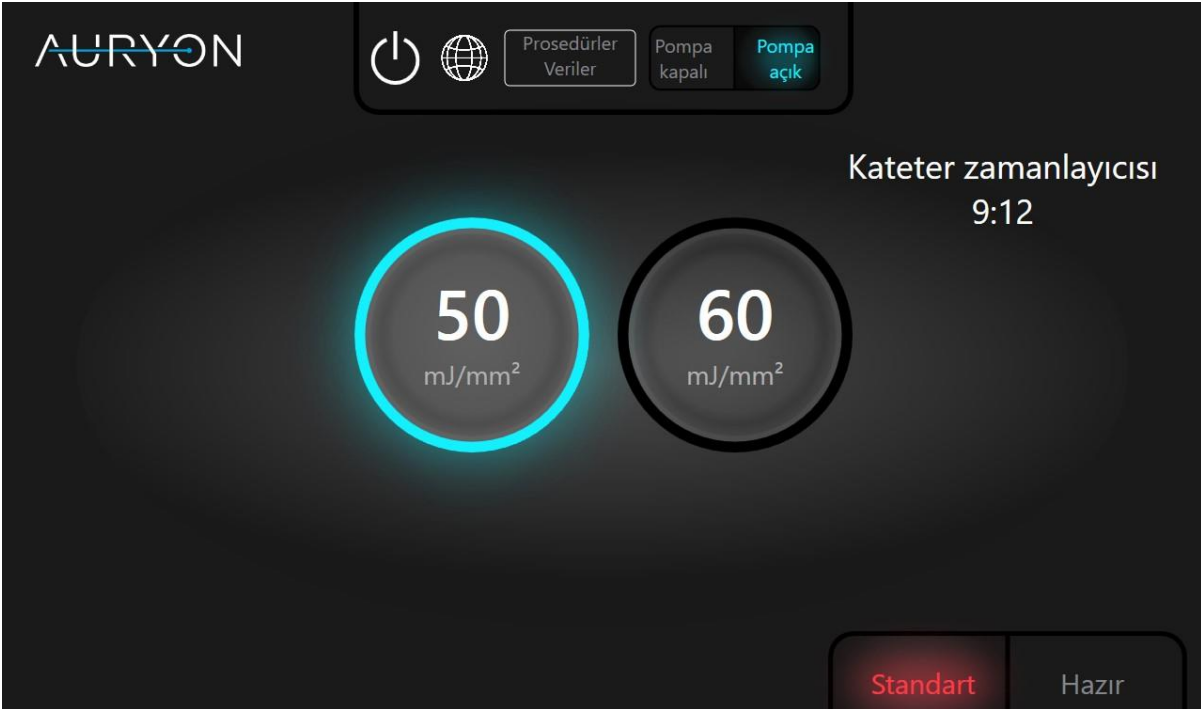 AURYON
Prosedürler
Veriler
Pompa
kapalı
Pompa
açık
Kateter zamanlayıcısı
9:12
50
mJ/mm²
60
mJ/mm²
Standart
Hazır